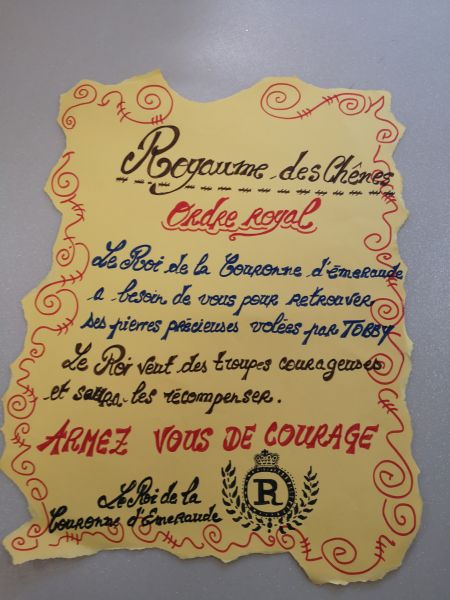 Royaume des Chênes
Ordre royal
Le Roi de la Couronne d'émeraude
a besoin de vous pour retrouver
ses pierres précieuses volées par TOBBY
Le Roi veut des troupes courageuses
et saura les récompenser.
ARMEZ VOUS DE COURAGE
Le Roi de la
Couronne d'Émeraude
R